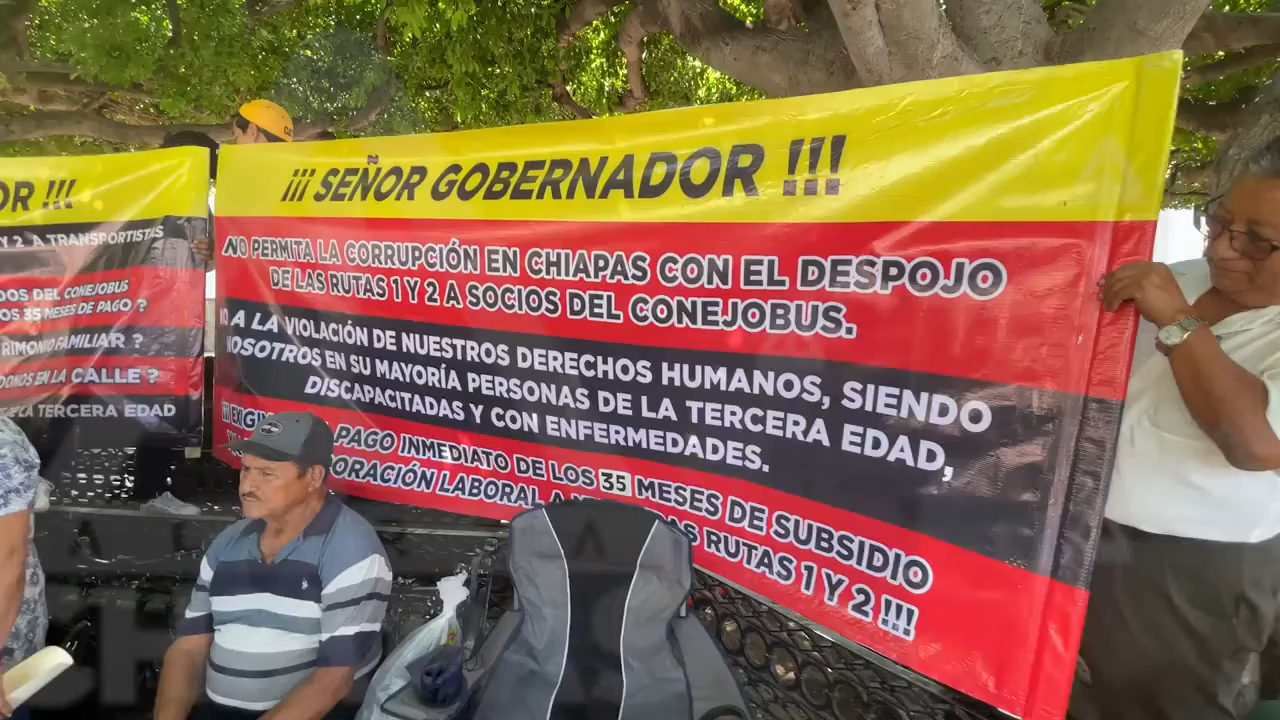 OR !!!
Y 2 A TRANSPORTISTAS
DOS DEL CONEJOBUS
OS 35 MESES DE PAGO ?
RIMONIO FAMILIAR ?
DONOS EN LA CALLE ?
LA TERCERA EDAD
¡¡¡ SEÑOR GOBERNADOR !!!
NO PERMITA LA CORRUPCIÓN EN CHIAPAS CON EL DESPOJO
DE LAS RUTAS 1 Y 2 A SOCIOS DEL CONEJOBUS.
NO A LA VIOLACIÓN DE NUESTROS DERECHOS HUMANOS, SIENDO
NOSOTROS EN SU MAYORÍA PERSONAS DE LA TERCERA EDAD,
DISCAPACITADAS Y CON ENFERMEDADES.
PAGO INMEDIATO DE LOS 35 MESES DE SUBSIDIO
ORACIÓN LABORAL A RUTAS 1 Y 2 !!!